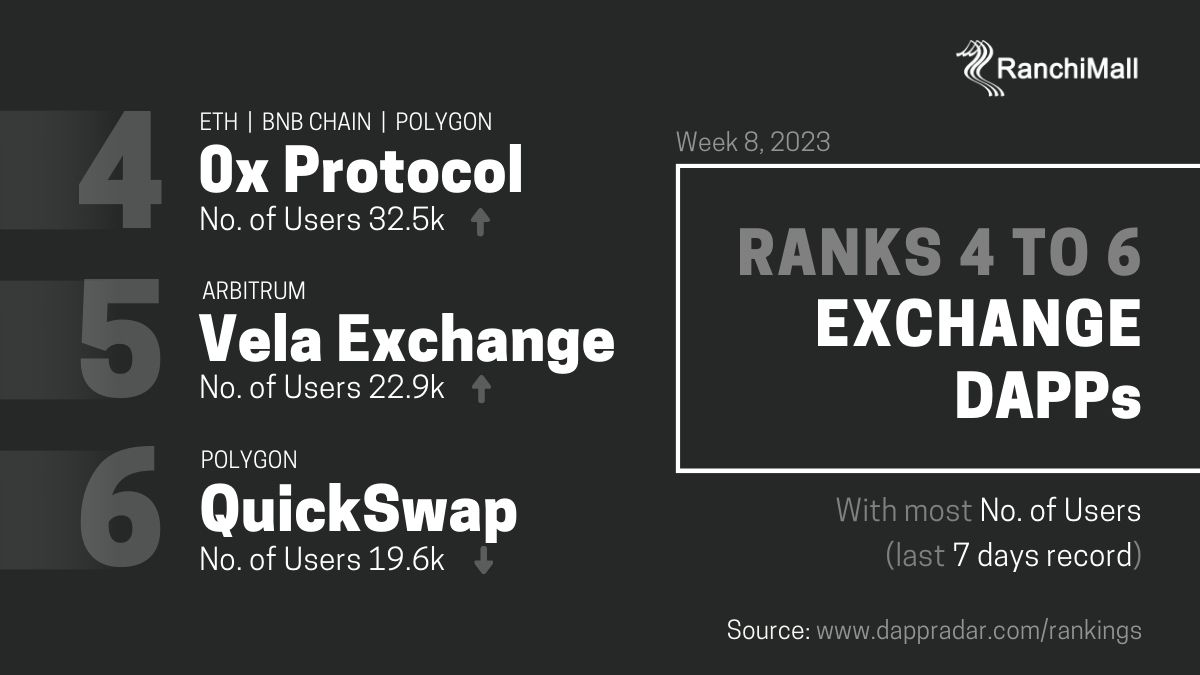 RanchiMall
4
ETH | BNB CHAIN | POLYGON
0x Protocol
No. of Users 32.5k
5
ARBITRUM
Vela Exchange
No. of Users 22.9k
6
POLYGON
QuickSwap
No. of Users 19.6k
Week 8, 2023
RANKS 4 TO 6
EXCHANGE
DAPPs
With most No. of Users
(last 7 days record)
Source: www.dappradar.com/rankings